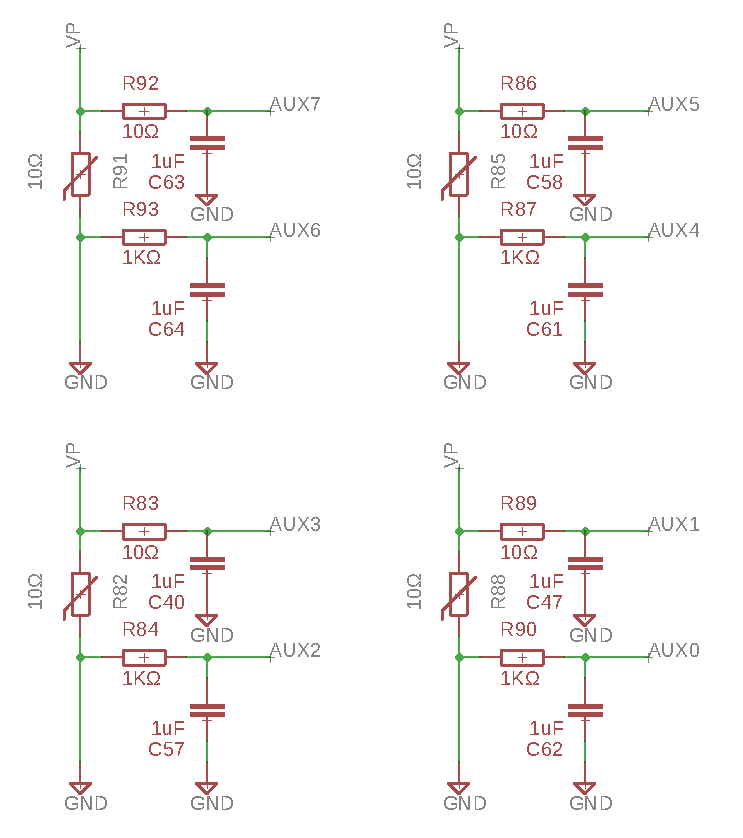 VP
R92
AUX7
10Ω
10Ω
R91
1uF
C63
GND
R93
AUX6
1KΩ
1uF
C64
GND
GND
VP
R86
AUX5
10Ω
10Ω
R85
1uF
C58
GND
R87
AUX4
1KΩ
1uF
C61
GND
GND
VP
R83
AUX3
10Ω
10Ω
R82
1uF
C40
GND
R84
AUX2
1KΩ
1uF
C57
GND
GND
VP
R89
AUX1
10Ω
10Ω
R88
1uF
C47
GND
R90
AUX0
1KΩ
1uF
C62
GND
GND